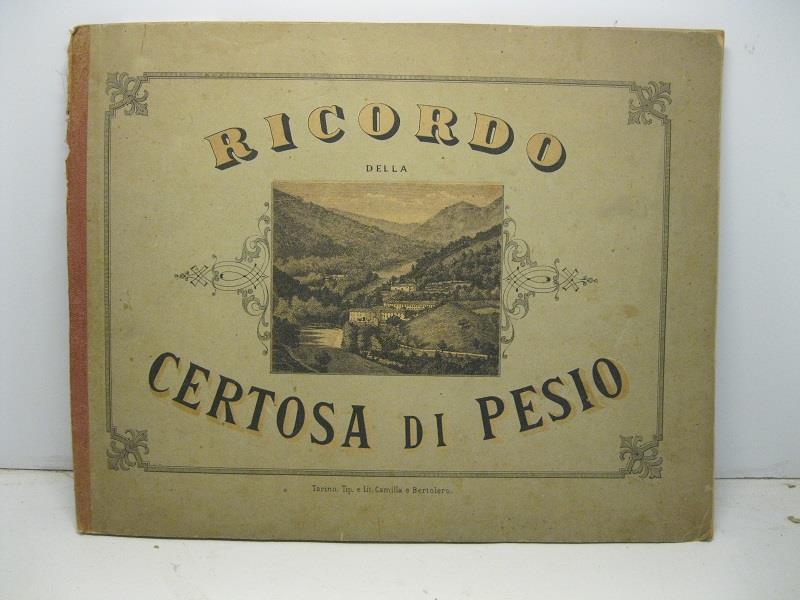 RICORDO
DELLA
CERTOSA DI PESIO
Torino, Tip. e Lit. Camilla e Bertolero.